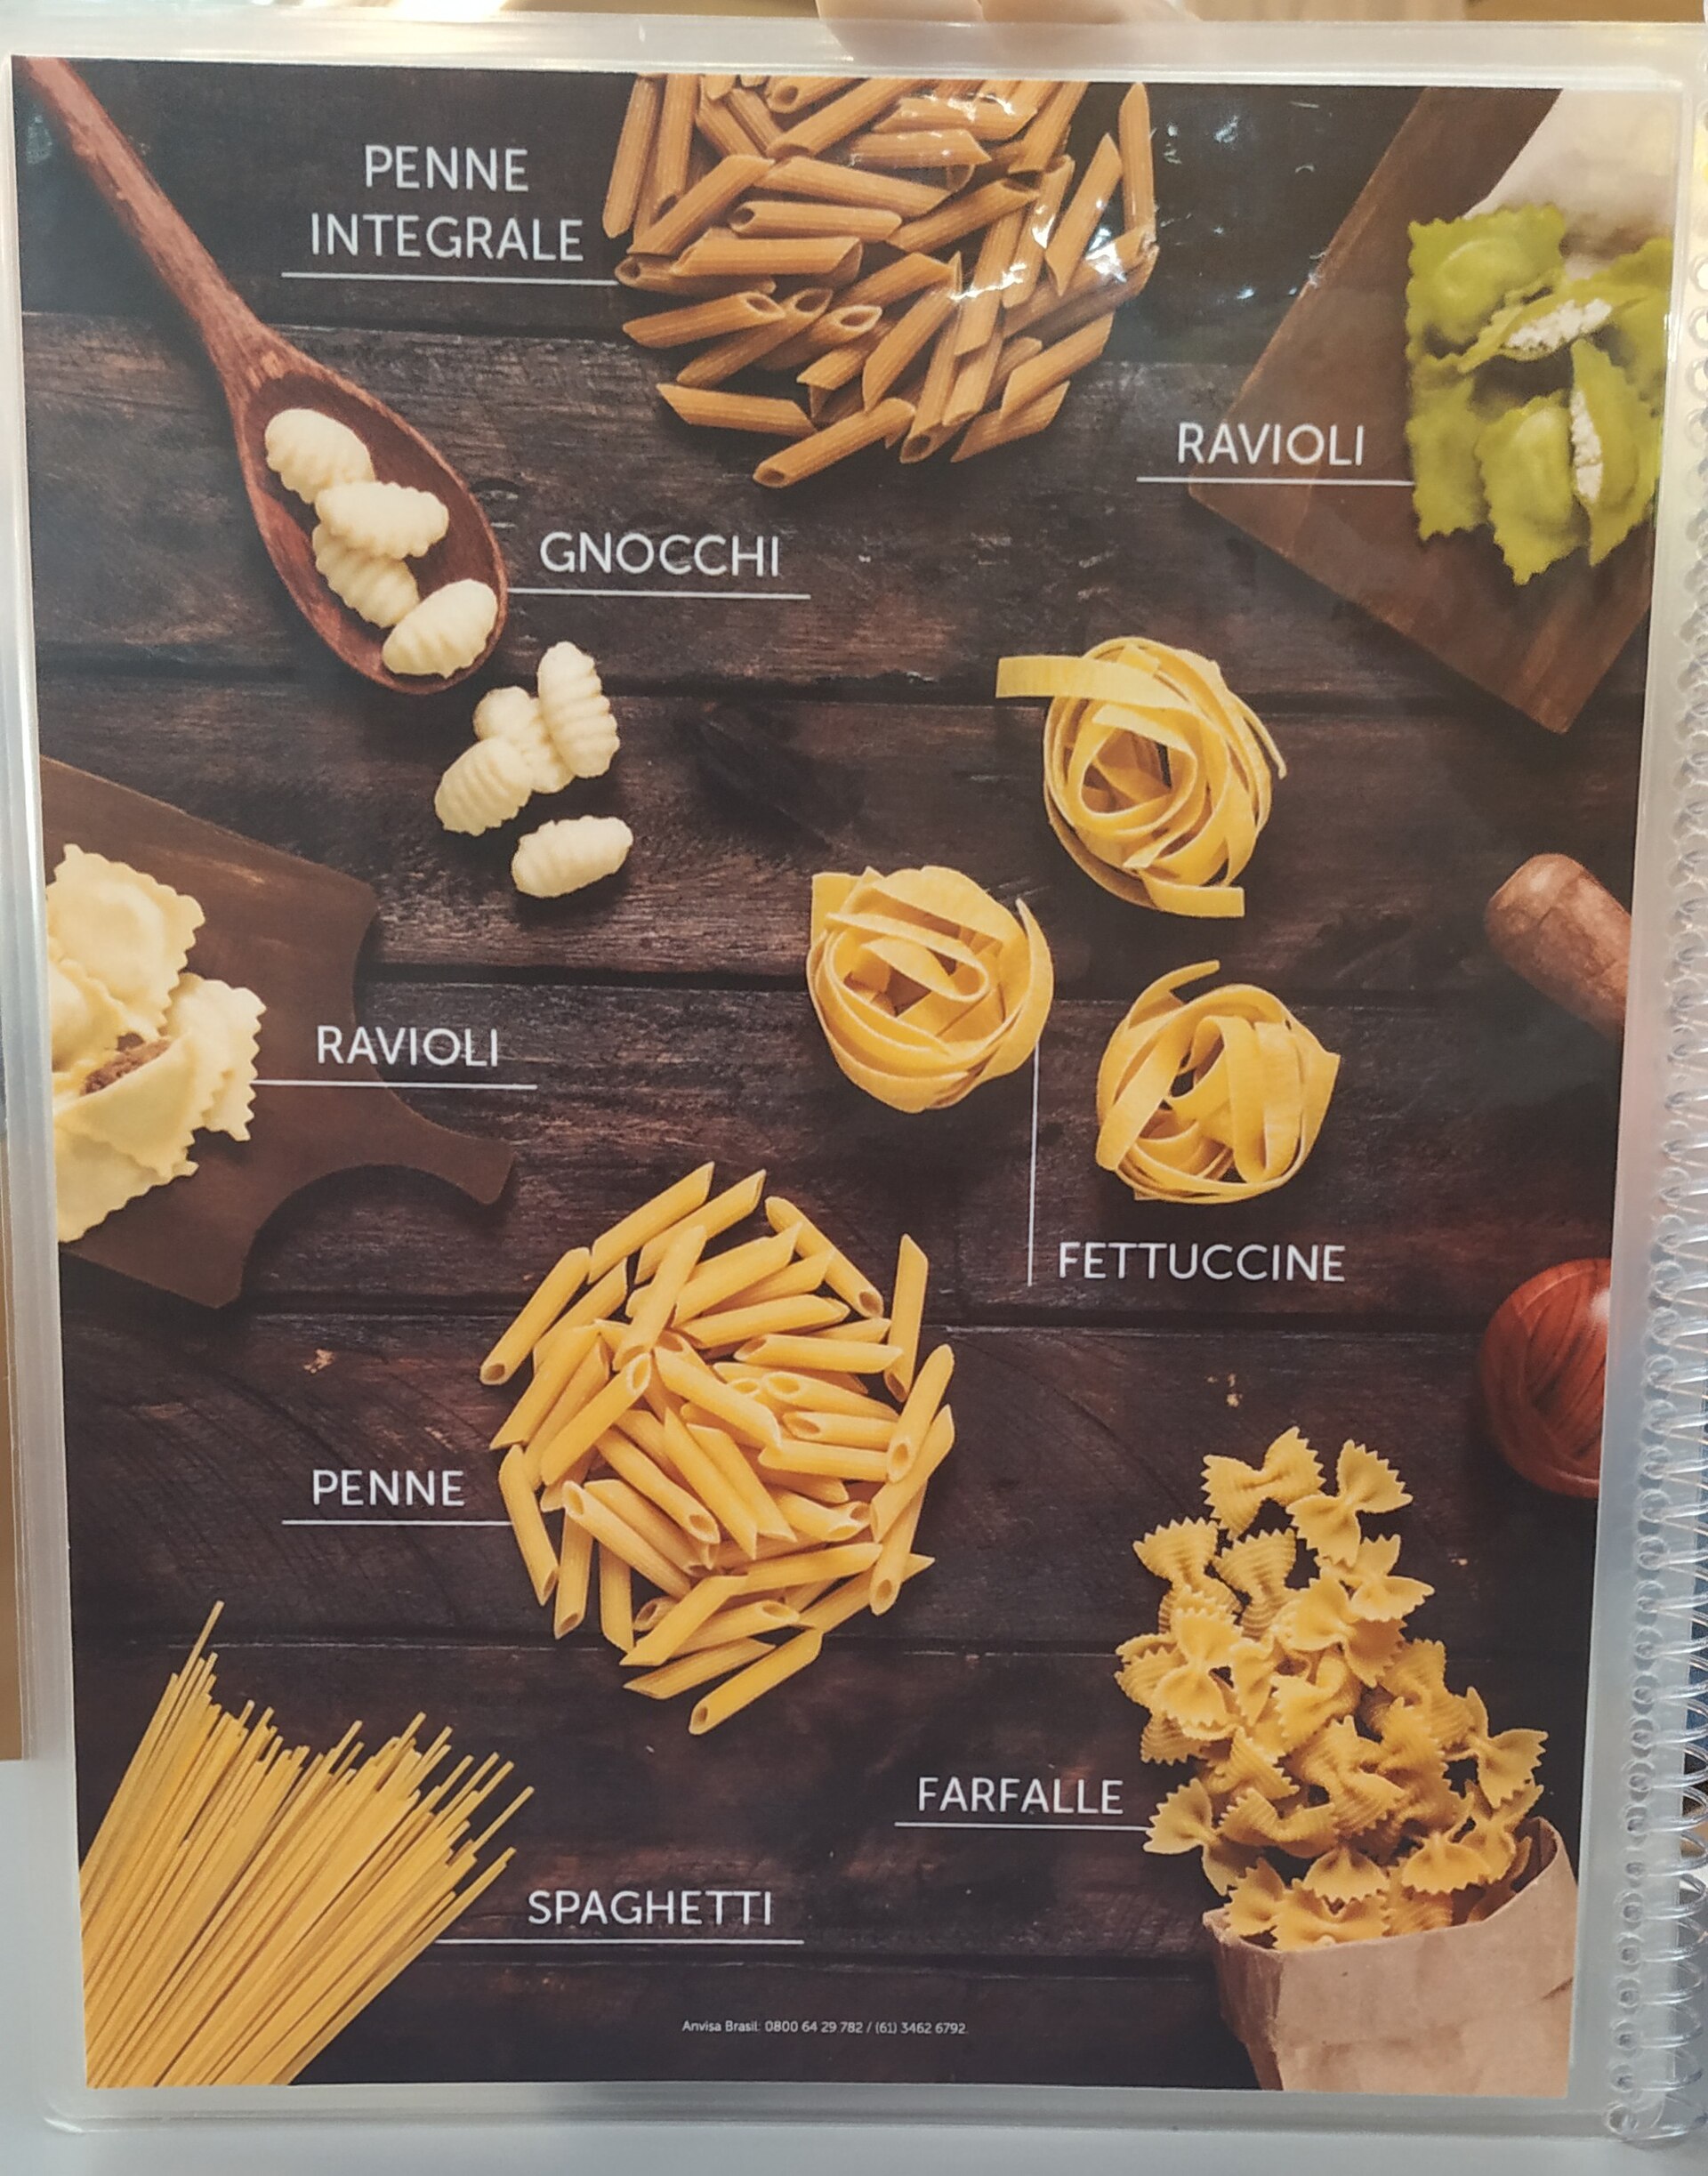 PENNE
INTEGRALE
RAVIOLI
GNOCCHI
RAVIOLI
FETTUCCINE
PENNE
FARFALLE
SPAGHETTI
Anvisa Brasil: 0800 64 29 782 / (61) 3462 6792.